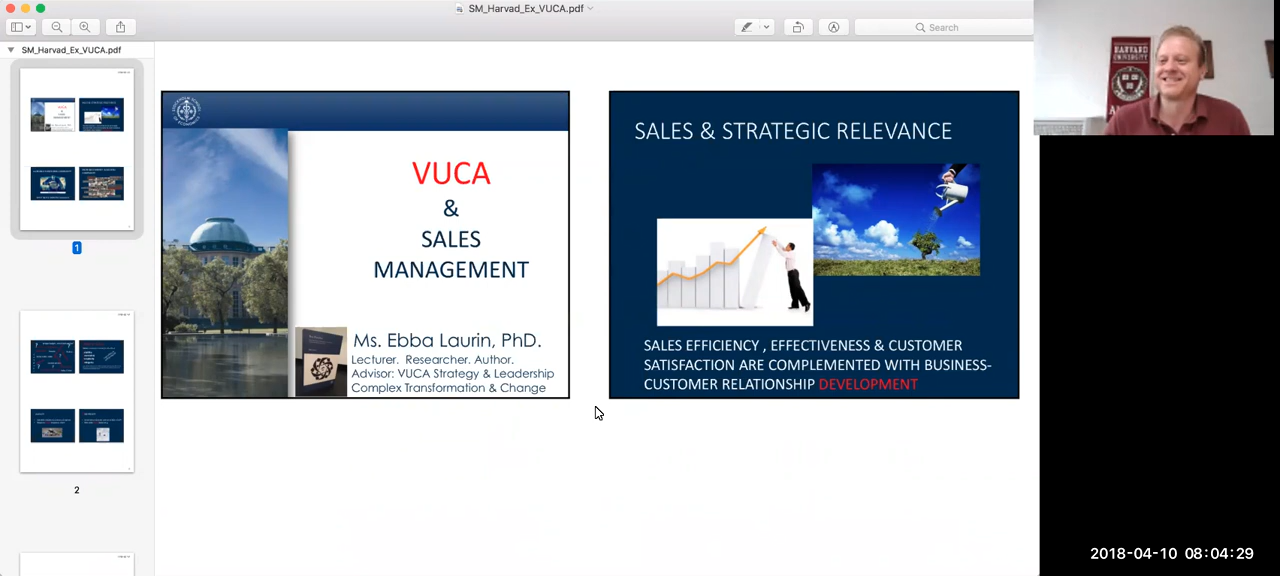 SM_Harvad_Ex_VUCA.pdf
Search
SM_Harvad_Ex_VUCA.pdf
1
2
VUCA
&
SALES
MANAGEMENT
Ms. Ebba Laurin, PhD.
Lecturer. Researcher. Author.
Advisor: VUCA Strategy & Leadership
Complex Transformation & Change
SALES & STRATEGIC RELEVANCE
SALES EFFICIENCY , EFFECTIVENESS & CUSTOMER
SATISFACTION ARE COMPLEMENTED WITH BUSINESS-
CUSTOMER RELATIONSHIP DEVELOPMENT
HARVARD
2018-04-10 08:04:29